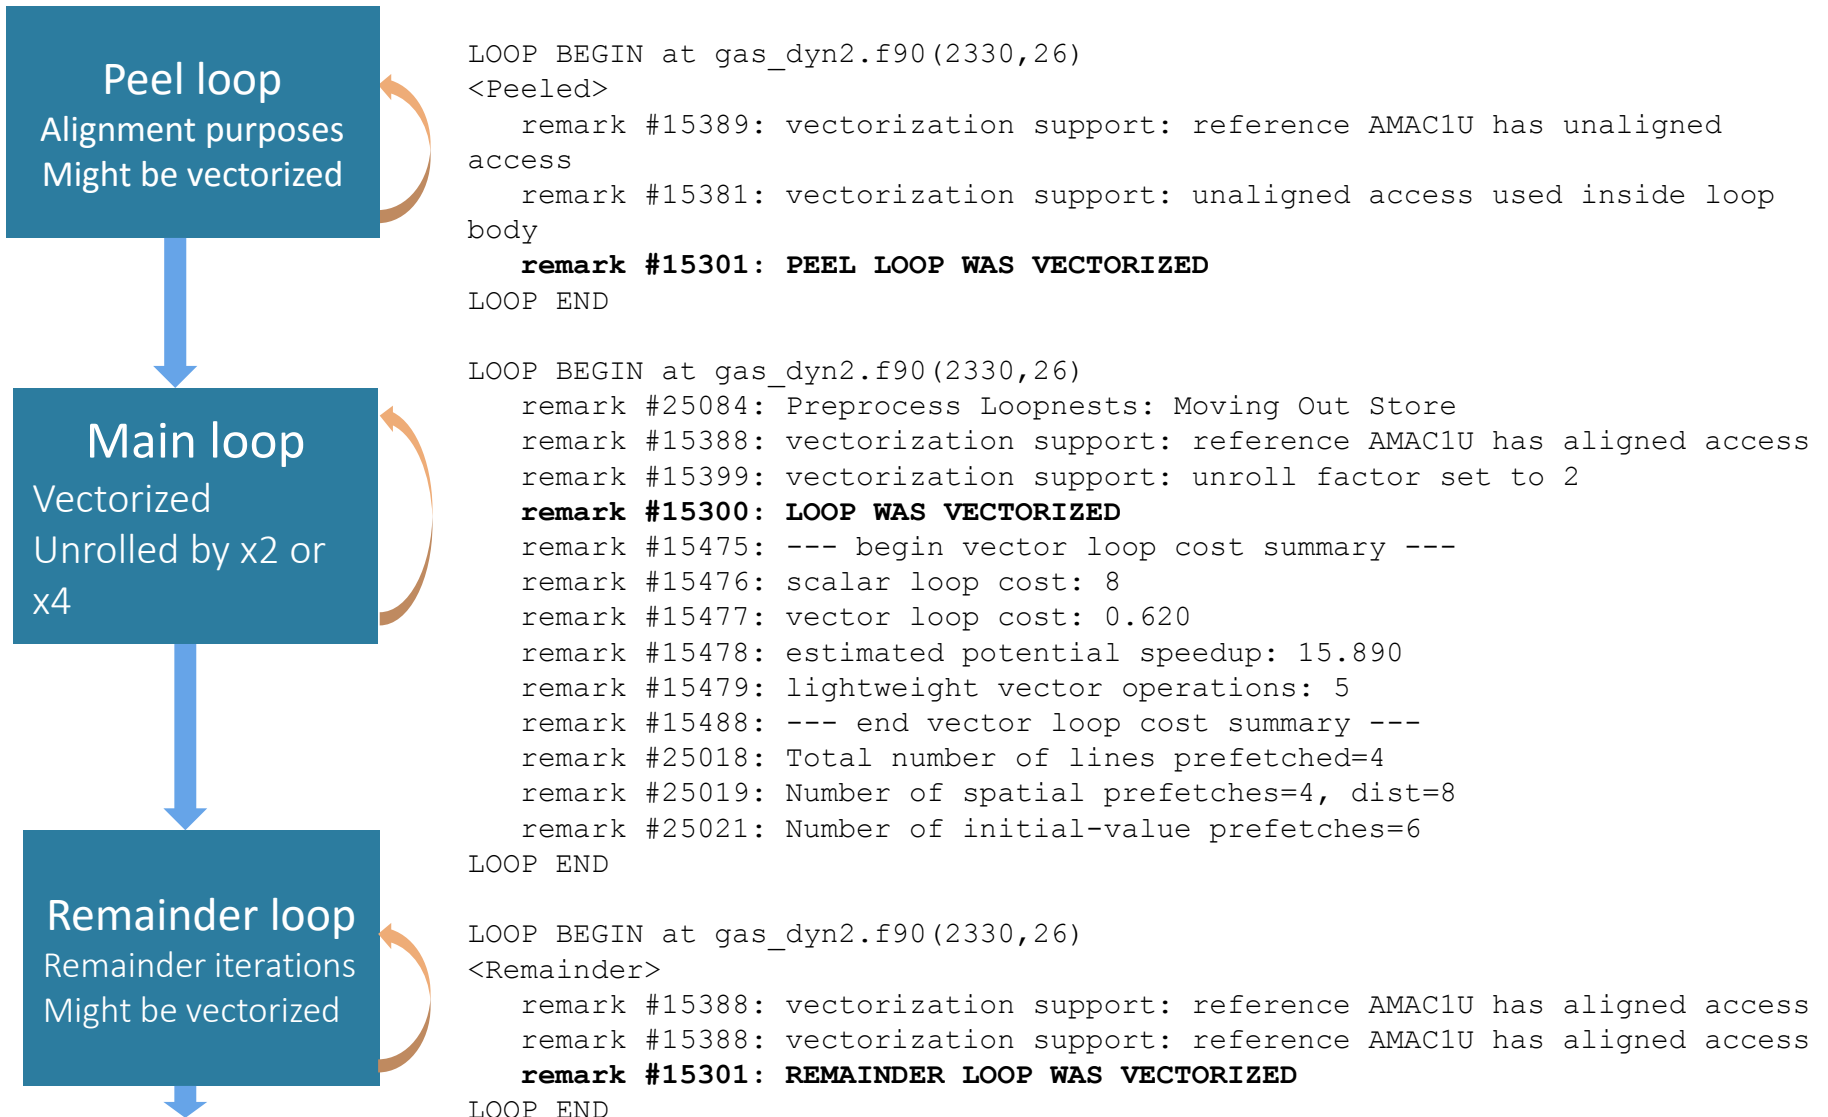 Peel loop
Alignment purposes
Might be vectorized
LOOP BEGIN at gas_dyn2.f90(2330,26)
<Peeled>
remark #15389: vectorization support: reference AMAC1U has unaligned
access
remark #15381: vectorization support: unaligned access used inside loop
body
remark #15301: PEEL LOOP WAS VECTORIZED
LOOP END
Main loop
Vectorized
Unrolled by x2 or
x4
LOOP BEGIN at gas_dyn2.f90(2330,26)
remark #25084: Preprocess Loopnests: Moving Out Store
remark #15388: vectorization support: reference AMAC1U has aligned access
remark #15399: vectorization support: unroll factor set to 2
remark #15300: LOOP WAS VECTORIZED
remark #15475: --- begin vector loop cost summary ---
remark #15476: scalar loop cost: 8
remark #15477: vector loop cost: 0.620
remark #15478: estimated potential speedup: 15.890
remark #15479: lightweight vector operations: 5
remark #15488: --- end vector loop cost summary ---
remark #25018: Total number of lines prefetched=4
remark #25019: Number of spatial prefetches=4, dist=8
remark #25021: Number of initial-value prefetches=6
LOOP END
Remainder loop
Remainder iterations
Might be vectorized
LOOP BEGIN at gas_dyn2.f90(2330,26)
<Remainder>
remark #15388: vectorization support: reference AMAC1U has aligned access
remark #15388: vectorization support: reference AMAC1U has aligned access
remark #15301: REMAINDER LOOP WAS VECTORIZED
LOOP END